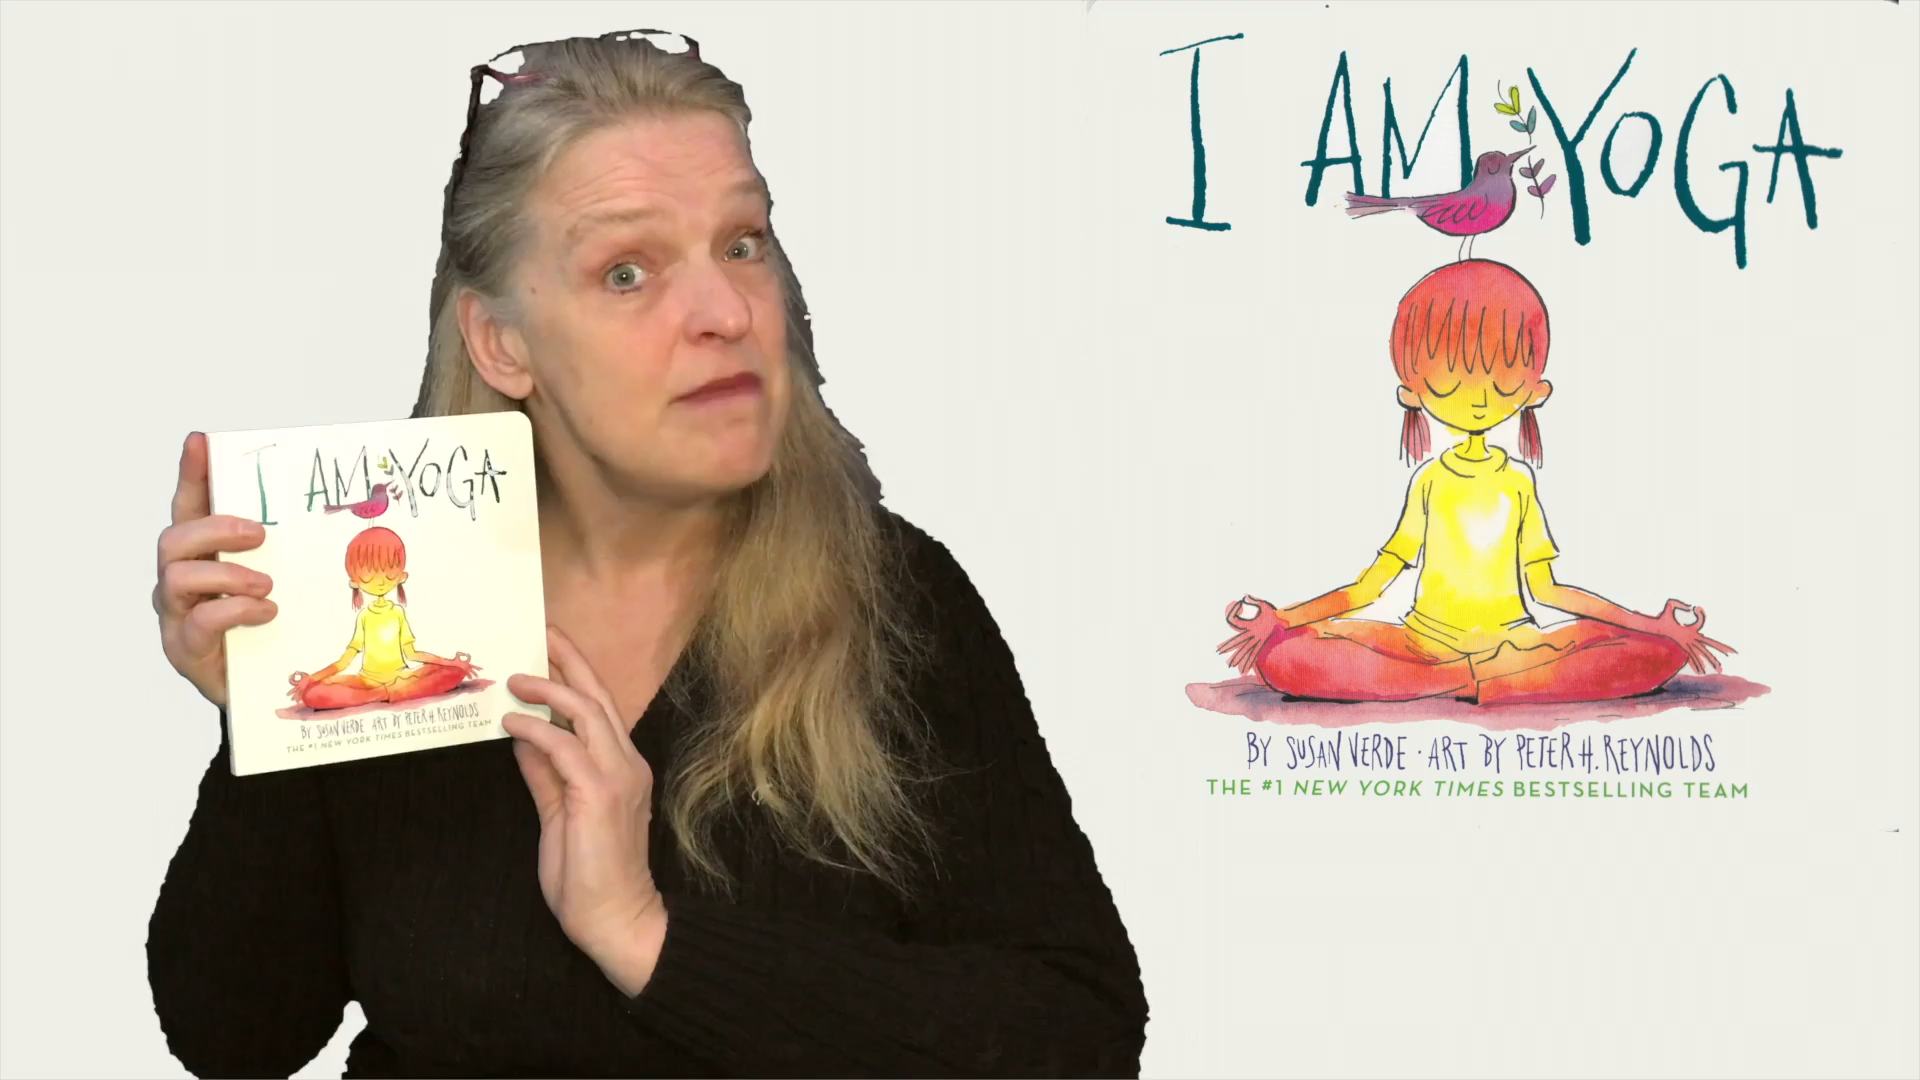 I AM YOGA
BY SUSAN VERDE ART BY PETER H. REYNOLDS
THE #1 NEW YORK TIMES BESTSELLING TEAM
I AM YOGA
BY SUSAN VERDE · ART BY PETER H. REYNOLDS
THE #1 NEW YORK TIMES BESTSELLING TEAM